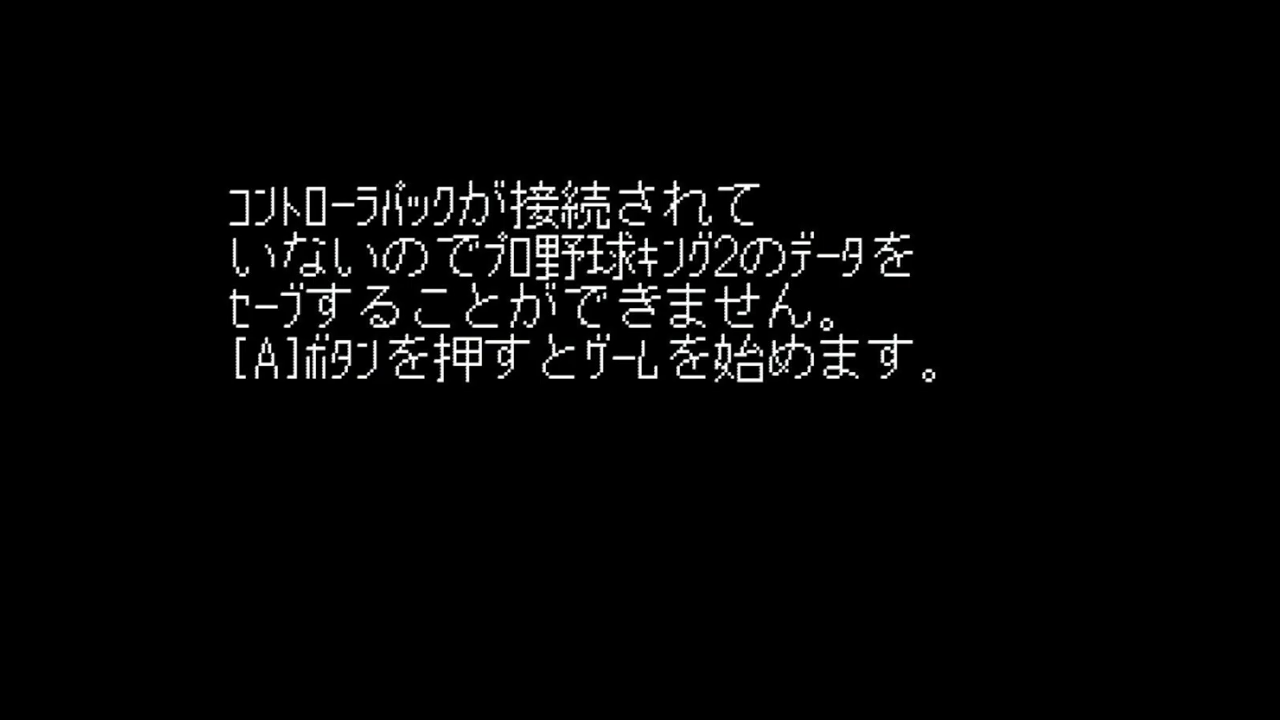 ｺﾝﾄﾛｰﾗﾊﾟｯｸが接続されて
いないのでﾌﾟﾛ野球ｷﾝｸﾞ2のﾃﾞｰﾀを
ｾｰﾌﾞすることができません。
[A]ﾎﾞﾀﾝを押すとｹﾞｰﾑを始めます。